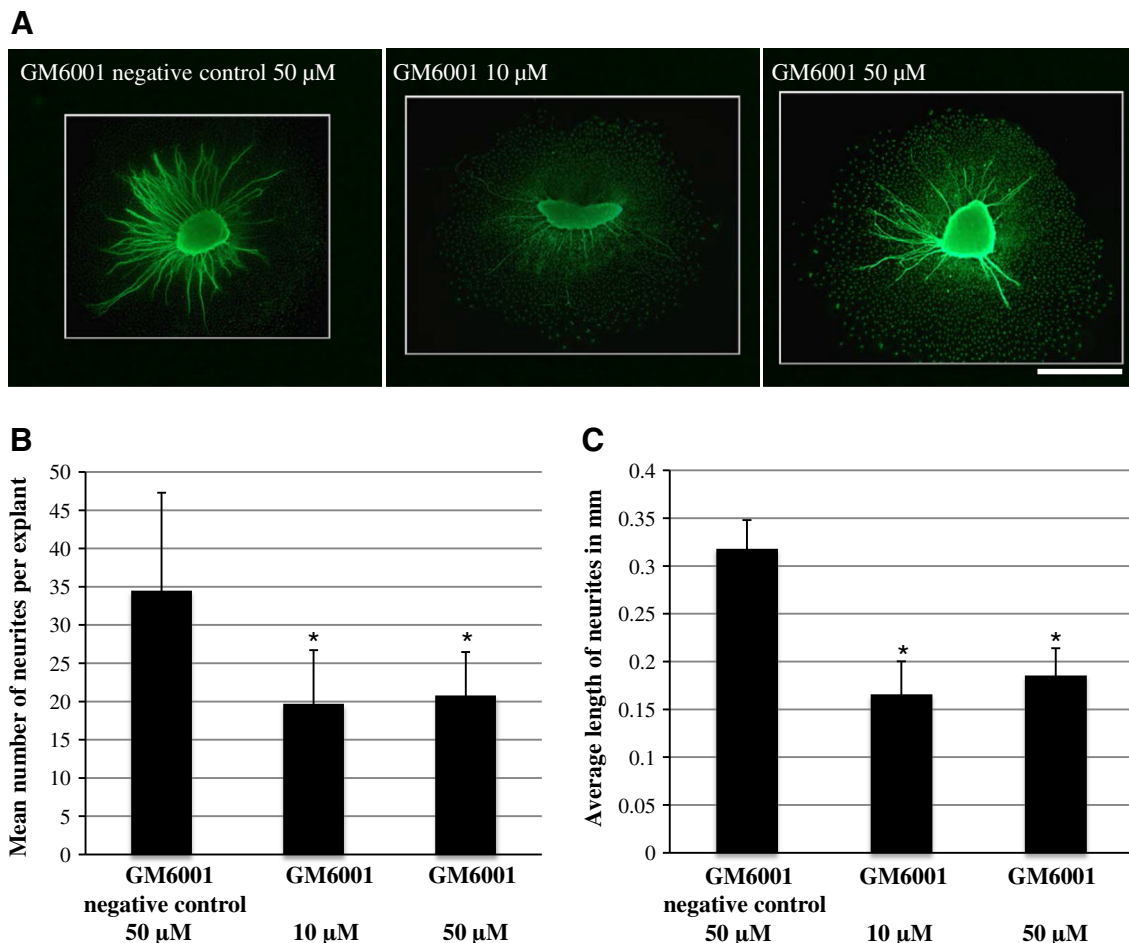 A
GM6001 negative control 50 µM
GM6001 10 µM
GM6001 50 µM
B
Mean number of neurites per explant
50
45
40
35
30
25
20
15
10
5
0
*
*
GM6001
negative control
50 µM
GM6001
10 µM
GM6001
50 µM
C
Average length of neurites in mm
0.4
0.35
0.3
0.25
0.2
0.15
0.1
0.05
0
*
*
GM6001
negative control
50 µM
GM6001
10 µM
GM6001
50 µM